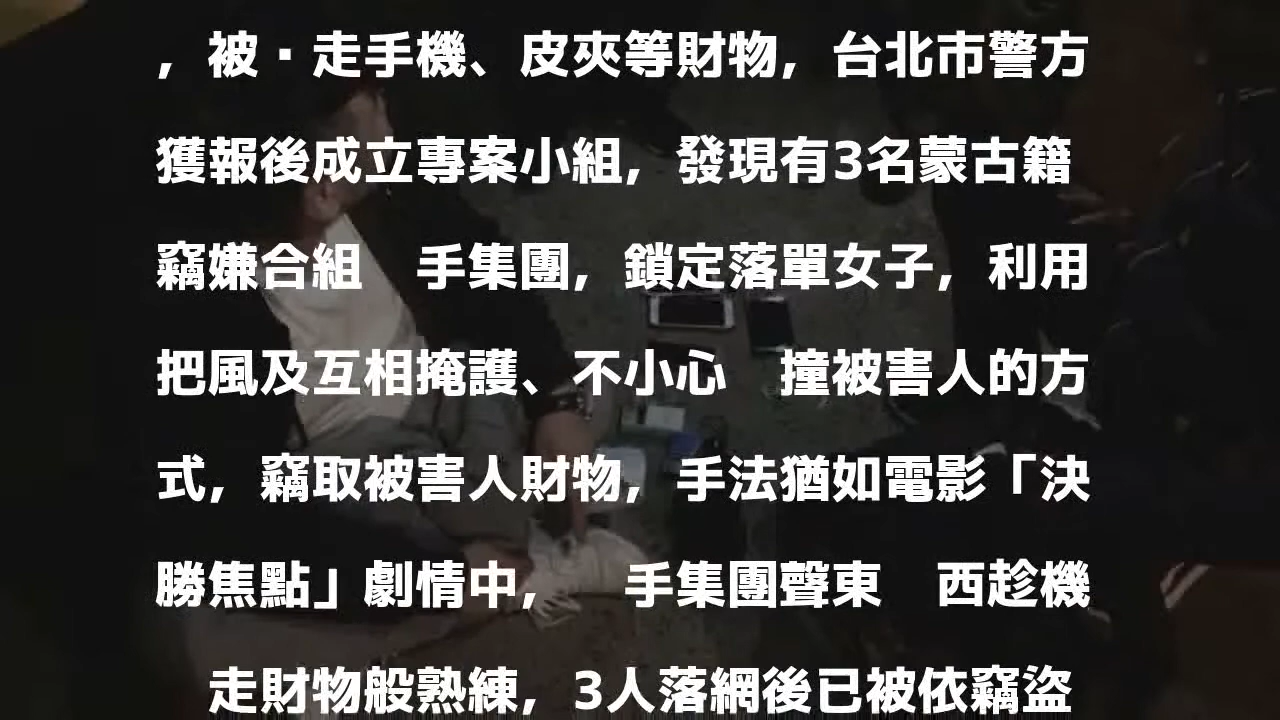 ，被·走手機、皮夾等財物，台北市警方
獲報後成立專案小組，發現有3名蒙古籍
竊嫌合組　手集團，鎖定落單女子，利用
把風及互相掩護、不小心　撞被害人的方
式，竊取被害人財物，手法猶如電影「決
勝焦點」劇情中，　手集團聲東　西趁機
　走財物般熟練，3人落網後已被依竊盜